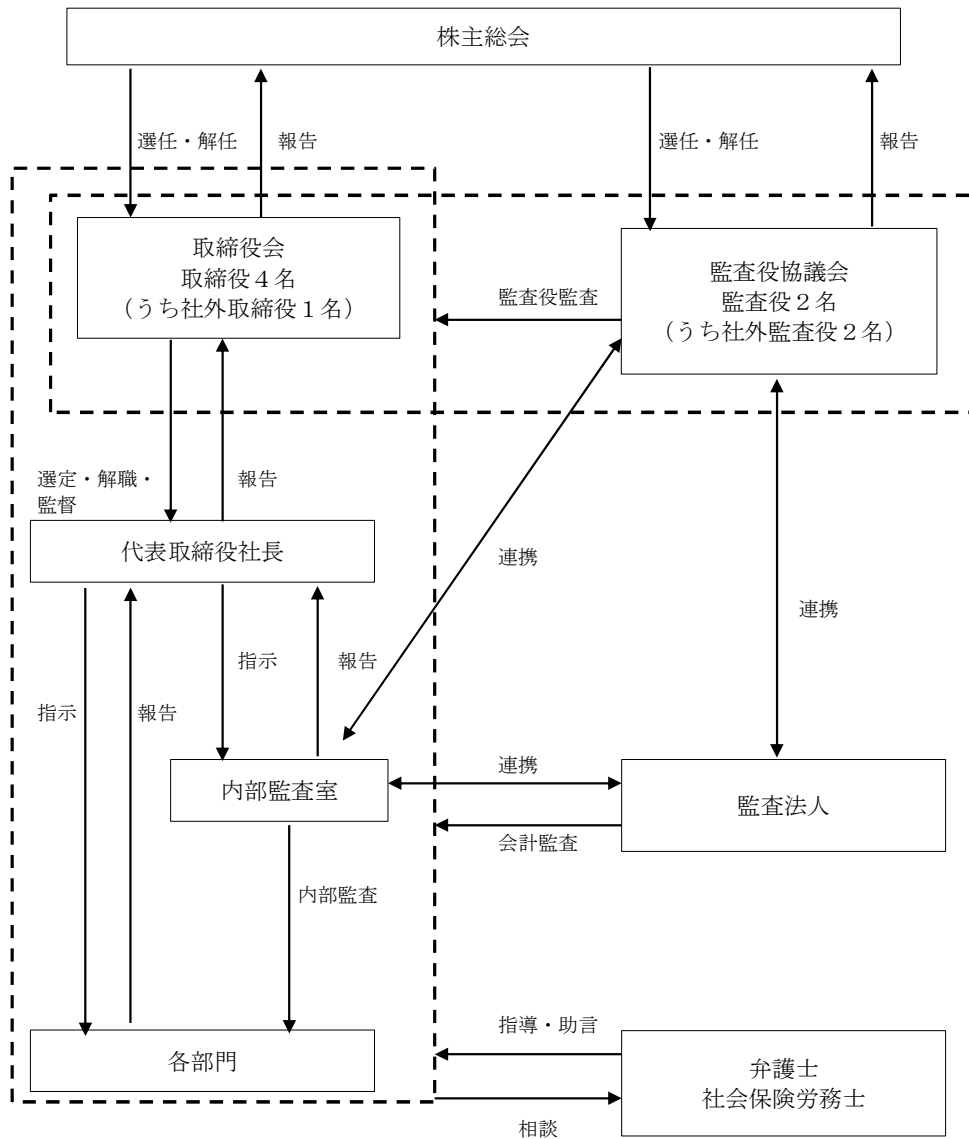 株主総会
選任・解任
報告
選任・解任
報告
取締役会
取締役４名
（うち社外取締役１名）
監査役監査
監査役協議会
監査役２名
（うち社外監査役２名）
選定・解職・
監督
報告
代表取締役社長
連携
連携
指示
報告
指示
報告
内部監査室
連携
会計監査
監査法人
内部監査
各部門
指導・助言
相談
弁護士
社会保険労務士